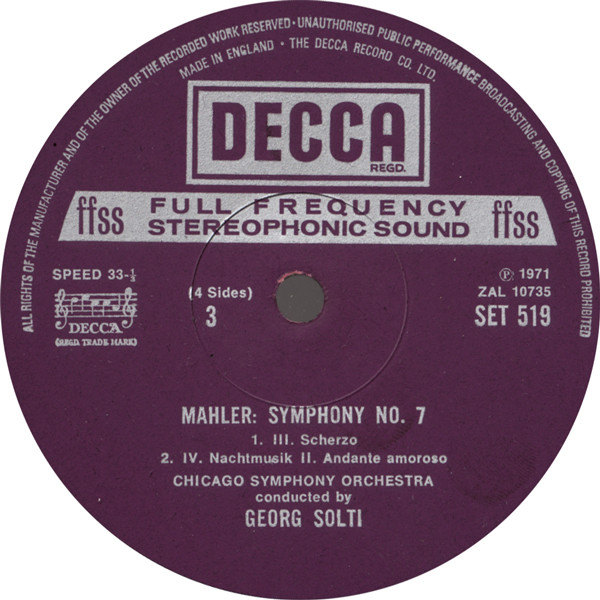 ALL RIGHTS OF THE MANUFACTURER AND OF THE OWNER OF THE RECORDED WORK RESERVED · UNAUTHORISED PUBLIC PERFORMANCE BROADCASTING AND COPYING OF THIS RECORD PROHIBITED
MADE IN ENGLAND · THE DECCA RECORD CO. LTD.
DECCA
REGD.
ffss FULL FREQUENCY ffss
STEREOPHONIC SOUND
SPEED 33-⅓
DECCA
(REGD. TRADE MARK)
(4 Sides)
3
℗ 1971
ZAL 10735
SET 519
MAHLER: SYMPHONY NO. 7
1. III. Scherzo
2. IV. Nachtmusik II. Andante amoroso
CHICAGO SYMPHONY ORCHESTRA
conducted by
GEORG SOLTI